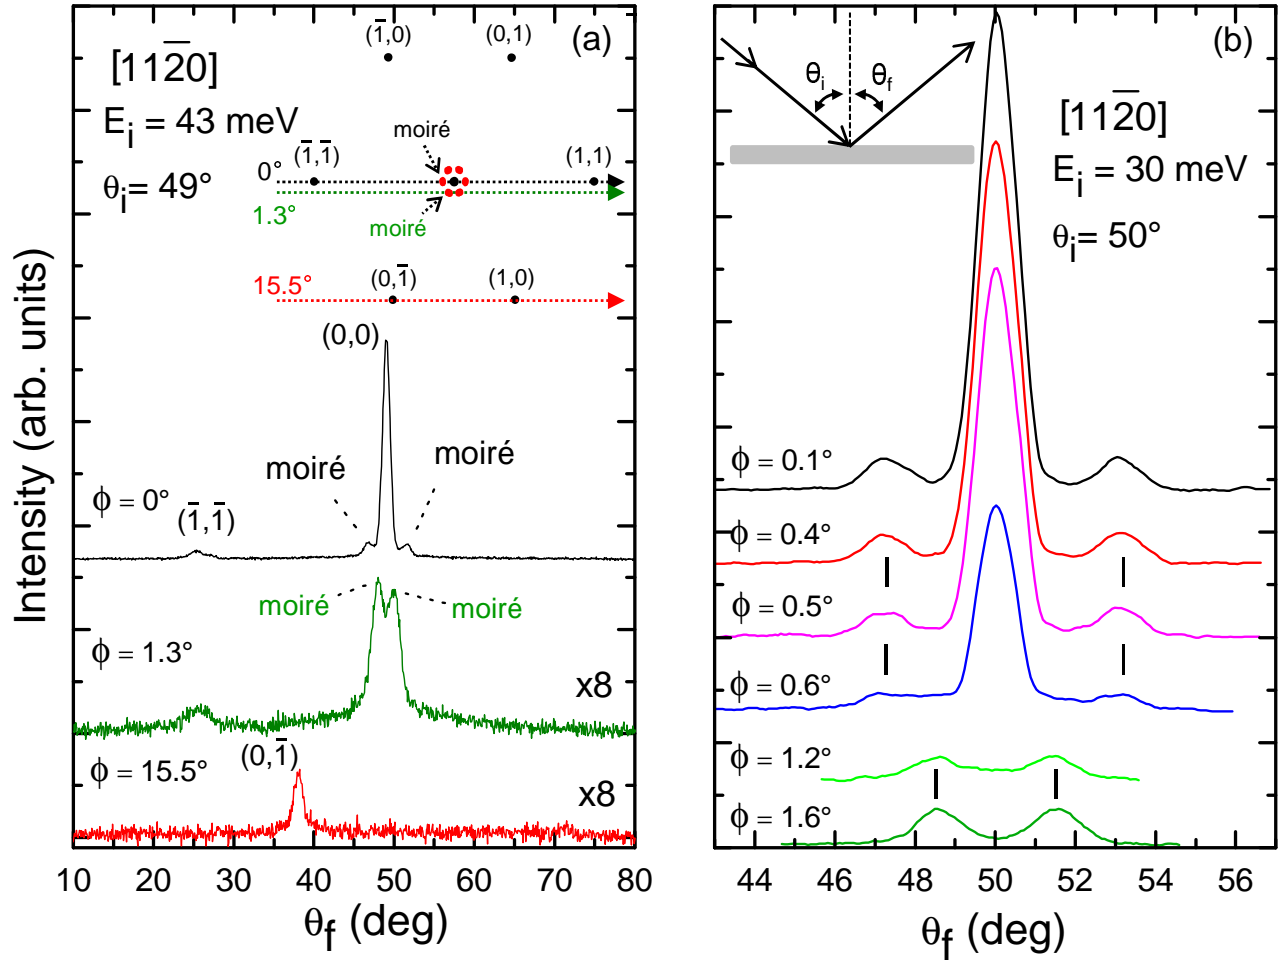 (a)
(1̅,0) (0,1)
[112̅0̅]
E_i = 43 meV
moiré
(1̅,1̅) (1,1)
0°
θ_i= 49°
1.3°
moiré
(0,1̅) (1,0)
15.5°
(0,0)
moiré
moiré
ϕ = 0°
(1̅,1̅)
moiré
moiré
ϕ = 1.3°
x8
(0,1̅)
ϕ = 15.5°
x8
10 20 30 40 50 60 70 80
θ_f (deg)
Intensity (arb. units)
(b)
θ_i θ_f
[112̅0̅]
E_i = 30 meV
θ_i= 50°
ϕ = 0.1°
ϕ = 0.4°
ϕ = 0.5°
ϕ = 0.6°
ϕ = 1.2°
ϕ = 1.6°
44 46 48 50 52 54 56
θ_f (deg)